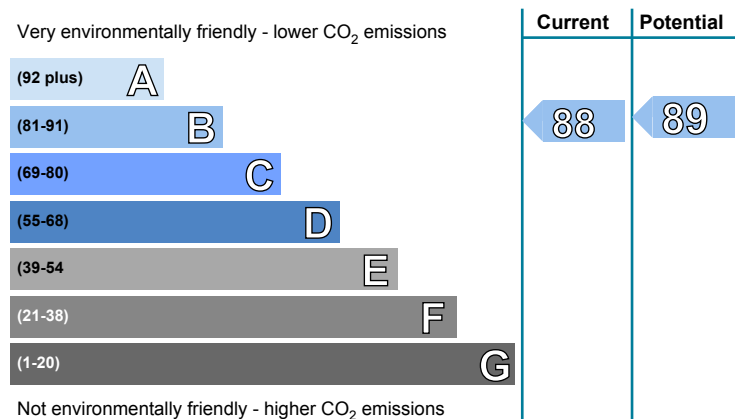 Very environmentally friendly - lower CO₂ emissions
Current
Potential
(92 plus) A
(81-91) B
(69-80) C
(55-68) D
(39-54 E
(21-38) F
(1-20) G
88
89
Not environmentally friendly - higher CO₂ emissions